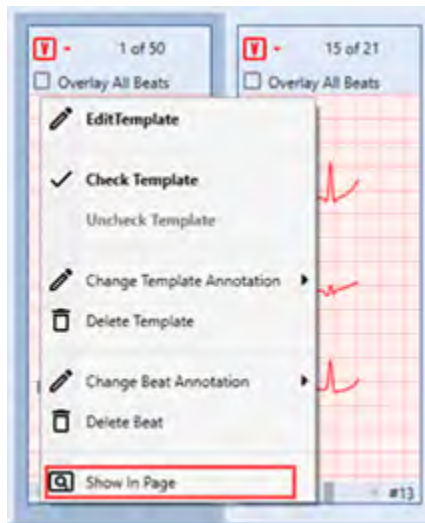 V 1 of 50
V 15 of 21
Overlay All Beats
Overlay All Beats
EditTemplate
Check Template
Uncheck Template
Change Template Annotation
Delete Template
Change Beat Annotation
Delete Beat
Show In Page
#13